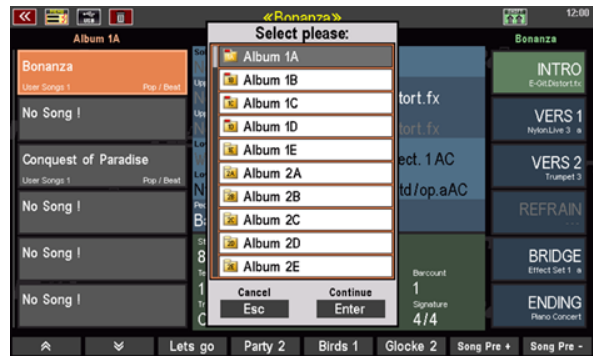 «Bonanza»
12:00
Album 1A
Bonanza
Bonanza
User Songs 1
Pop / Beat
No Song !
Conquest of Paradise
User Songs 1
Pop / Beat
No Song !
No Song !
No Song !
Select please:
Album 1A
Album 1B
Album 1C
Album 1D
Album 1E
Album 2A
Album 2B
Album 2C
Album 2D
Album 2E
Cancel
Esc
Continue
Enter
tort.fx
tort.fx
ect. 1 AC
td/op.aAC
Barcount
1
Signature
4/4
INTRO
E-Git.Distort.fx
VERS 1
NylonLive 3
VERS 2
Trumpet 3
REFRAIN
---
BRIDGE
Effect Set 1
ENDING
Piano Concert
Lets go
Party 2
Birds 1
Glocke 2
Song Pre +
Song Pre -